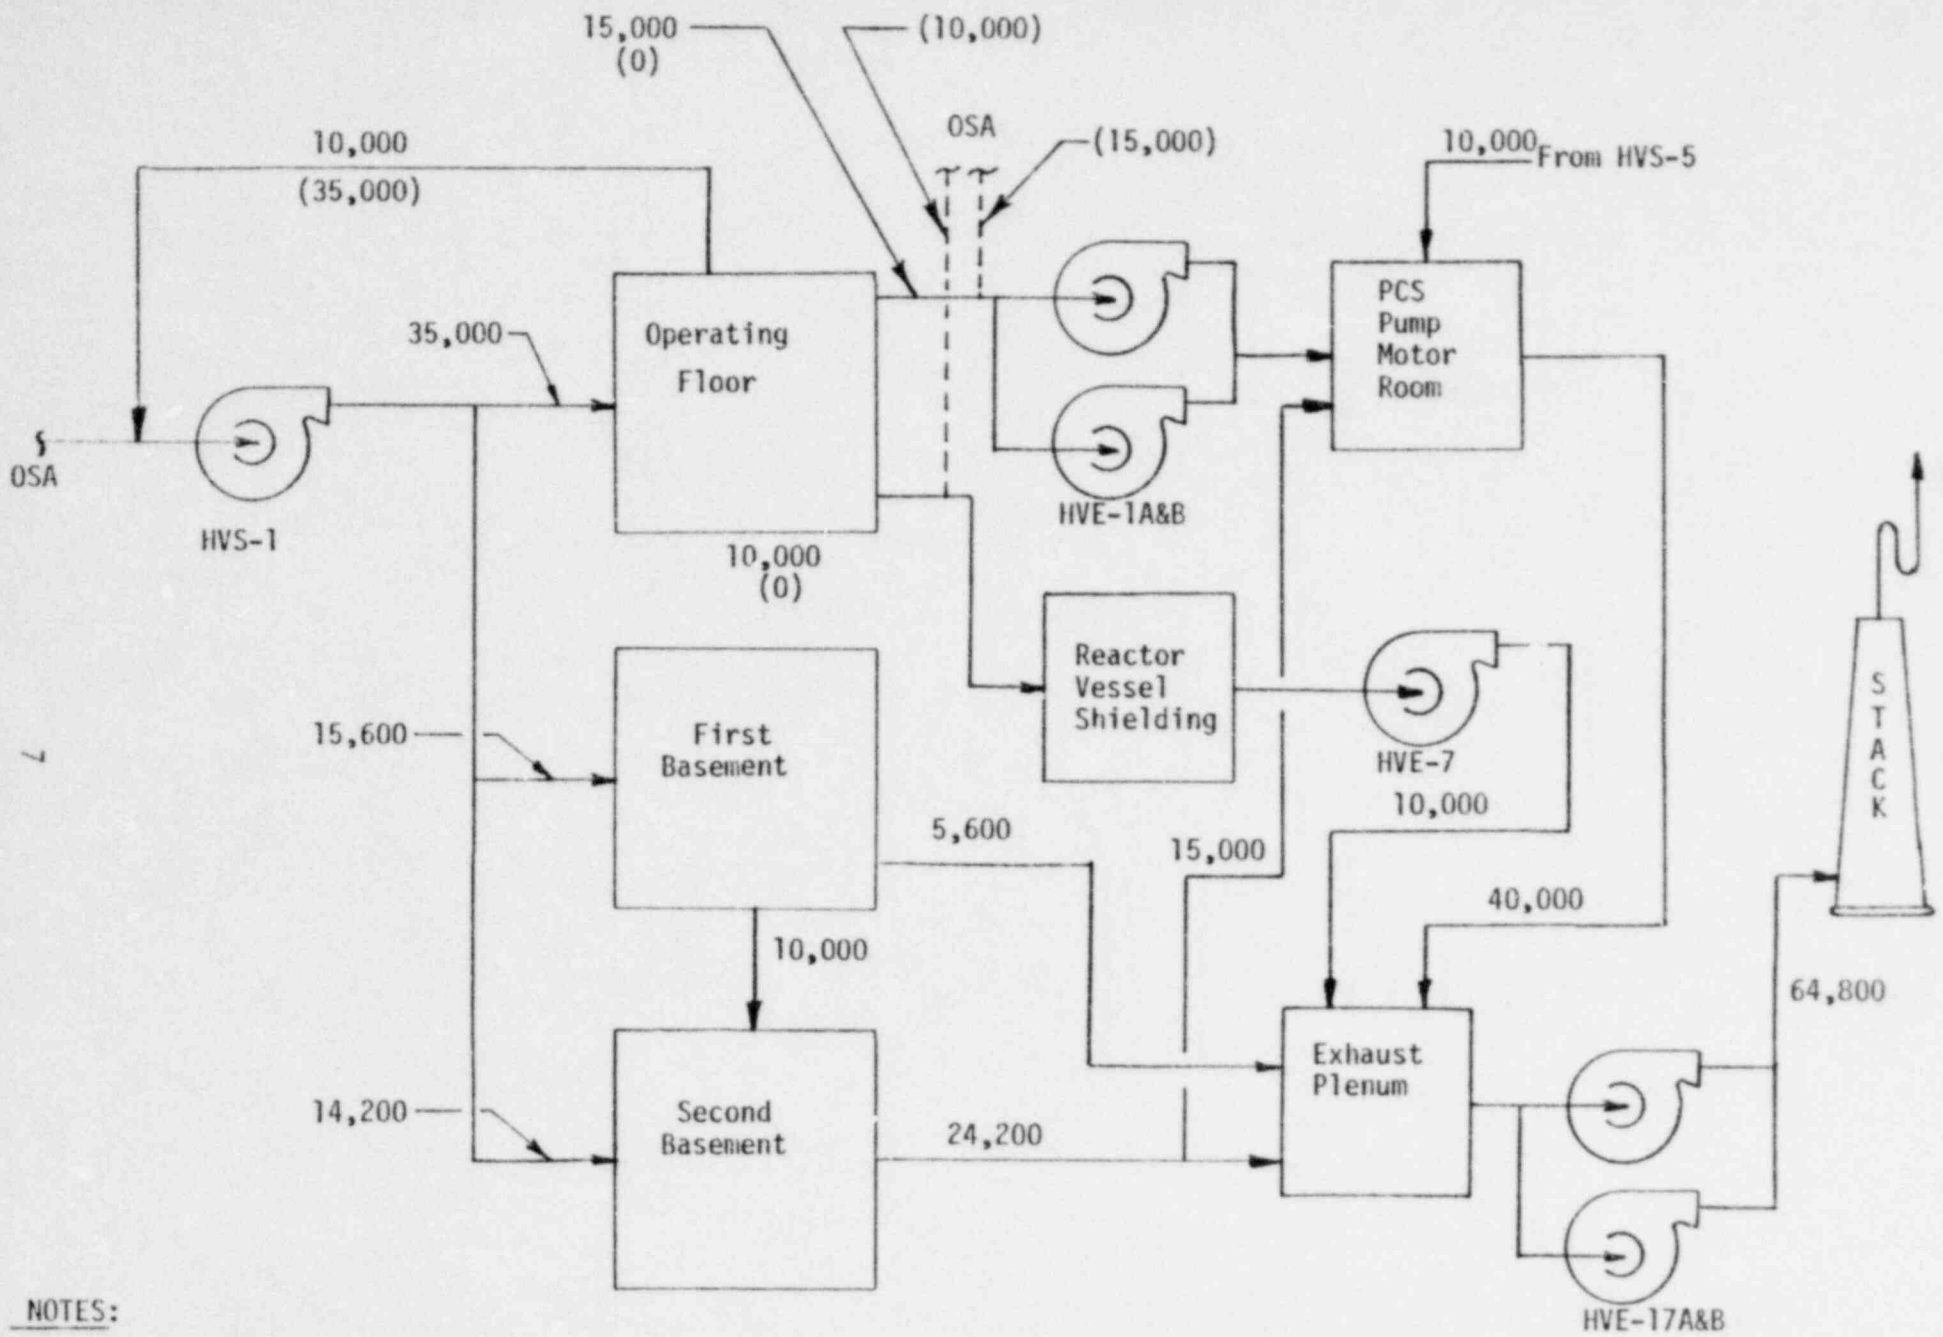 15,000
(0)
(10,000)
OSA
(15,000)
10,000
(35,000)
10,000 From HVS-5
35,000
Operating
Floor
PCS
Pump
Motor
Room
OSA
HVS-1
HVE-1A&B
10,000
(0)
Reactor
Vessel
Shielding
HVE-7
10,000
15,600
First
Basement
5,600
15,000
40,000
STACK
10,000
64,800
14,200
Second
Basement
24,200
Exhaust
Plenum
HVE-17A&B
NOTES:
7